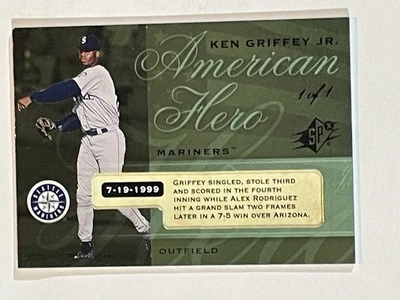 KEN GRIFFEY JR.
American
1 of 1
Hero
SPx
MARINERS™
7-19-1999
GRIFFEY SINGLED, STOLE THIRD
AND SCORED IN THE FOURTH
INNING WHILE ALEX RODRIGUEZ
HIT A GRAND SLAM TWO FRAMES
LATER IN A 7-5 WIN OVER ARIZONA.
SEATTLE
MARINERS
OUTFIELD